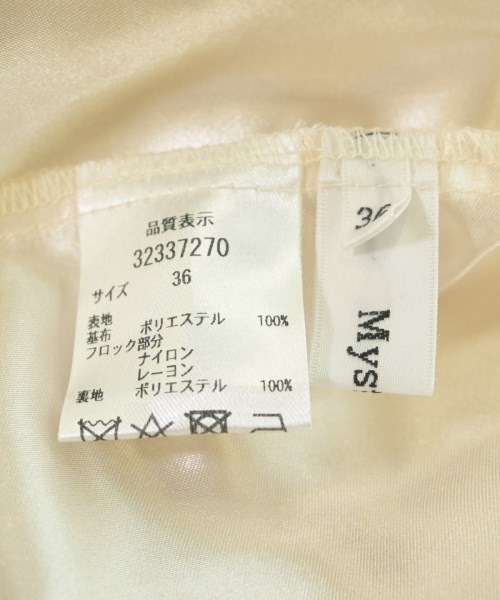 品質表示
32337270
サイズ 36
表地 ポリエステル 100%
基布
フロック部分
ナイロン
レーヨン
裏地 ポリエステル 100%
36
Mys